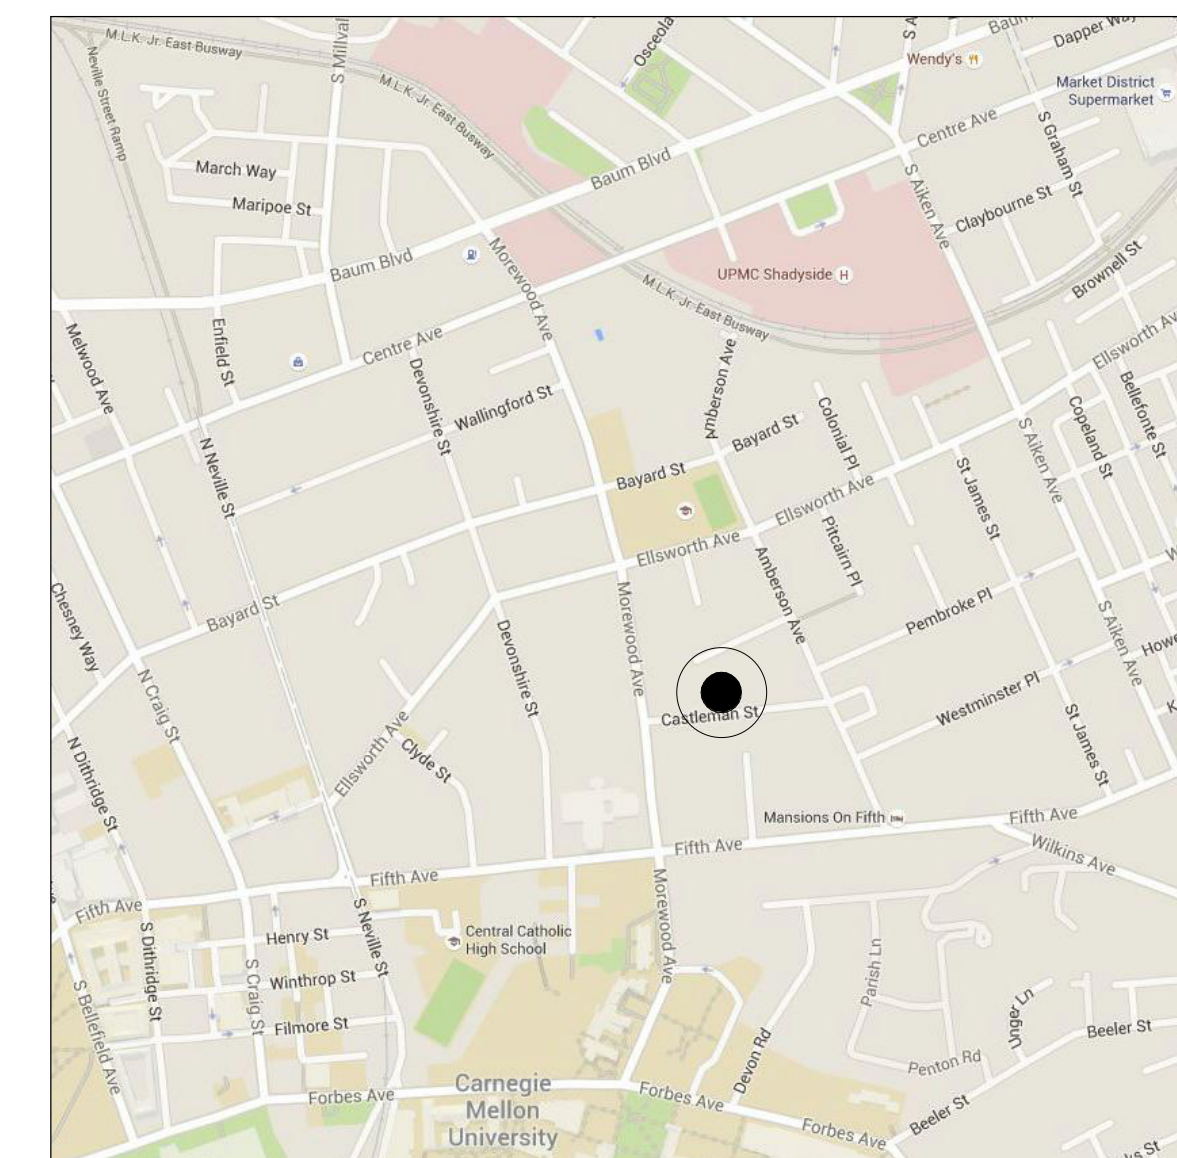 M.L.K. Jr. East Busway
S Millval
Osceola
S A
Baum
Dapper Way
Neville Street Ramp
M.L.K. Jr. East Busway
Wendy's
Market District
Supermarket
Centre Ave
S Graham St
March Way
Baum Blvd
S Aiken Ave
Maripoe St
Claybourne St
Baum Blvd
Morewood Ave
UPMC Shadyside
H
Brownell St
M.L.K. Jr. East Busway
Melwood Ave
Enfield St
Centre Ave
Ellsworth Av
Devonshire St
Wallingford St
Amberson Ave
Bayard St
Colonial Pl
Copeland St
Bellefonte St
N Neville St
Bayard St
S Aiken Ave
St James St
Ellsworth Ave
Ellsworth Ave
Pitcairn Pl
W
Chesney Way
Bayard St
Morewood Ave
Amberson Ave
Pembroke Pl
S Aiken Ave
Howe
Devonshire St
N Craig St
Castleman St
Westminster Pl
K
St James St
N Dithridge St
Ellsworth Ave
Clyde St
Mansions On Fifth
Fifth Ave
Fifth Ave
Wilkins Ave
Fifth Ave
Fifth Ave
Morewood Ave
S Neville St
Henry St
Central Catholic
High School
S Dithridge St
S Craig St
Winthrop St
Parish Ln
S Bellefield Ave
Filmore St
Unger Ln
Beeler St
Devon Rd
Penton Rd
Forbes Ave
Carnegie
Mellon
University
Forbes Ave
Beeler St
Forbes Ave
ks St